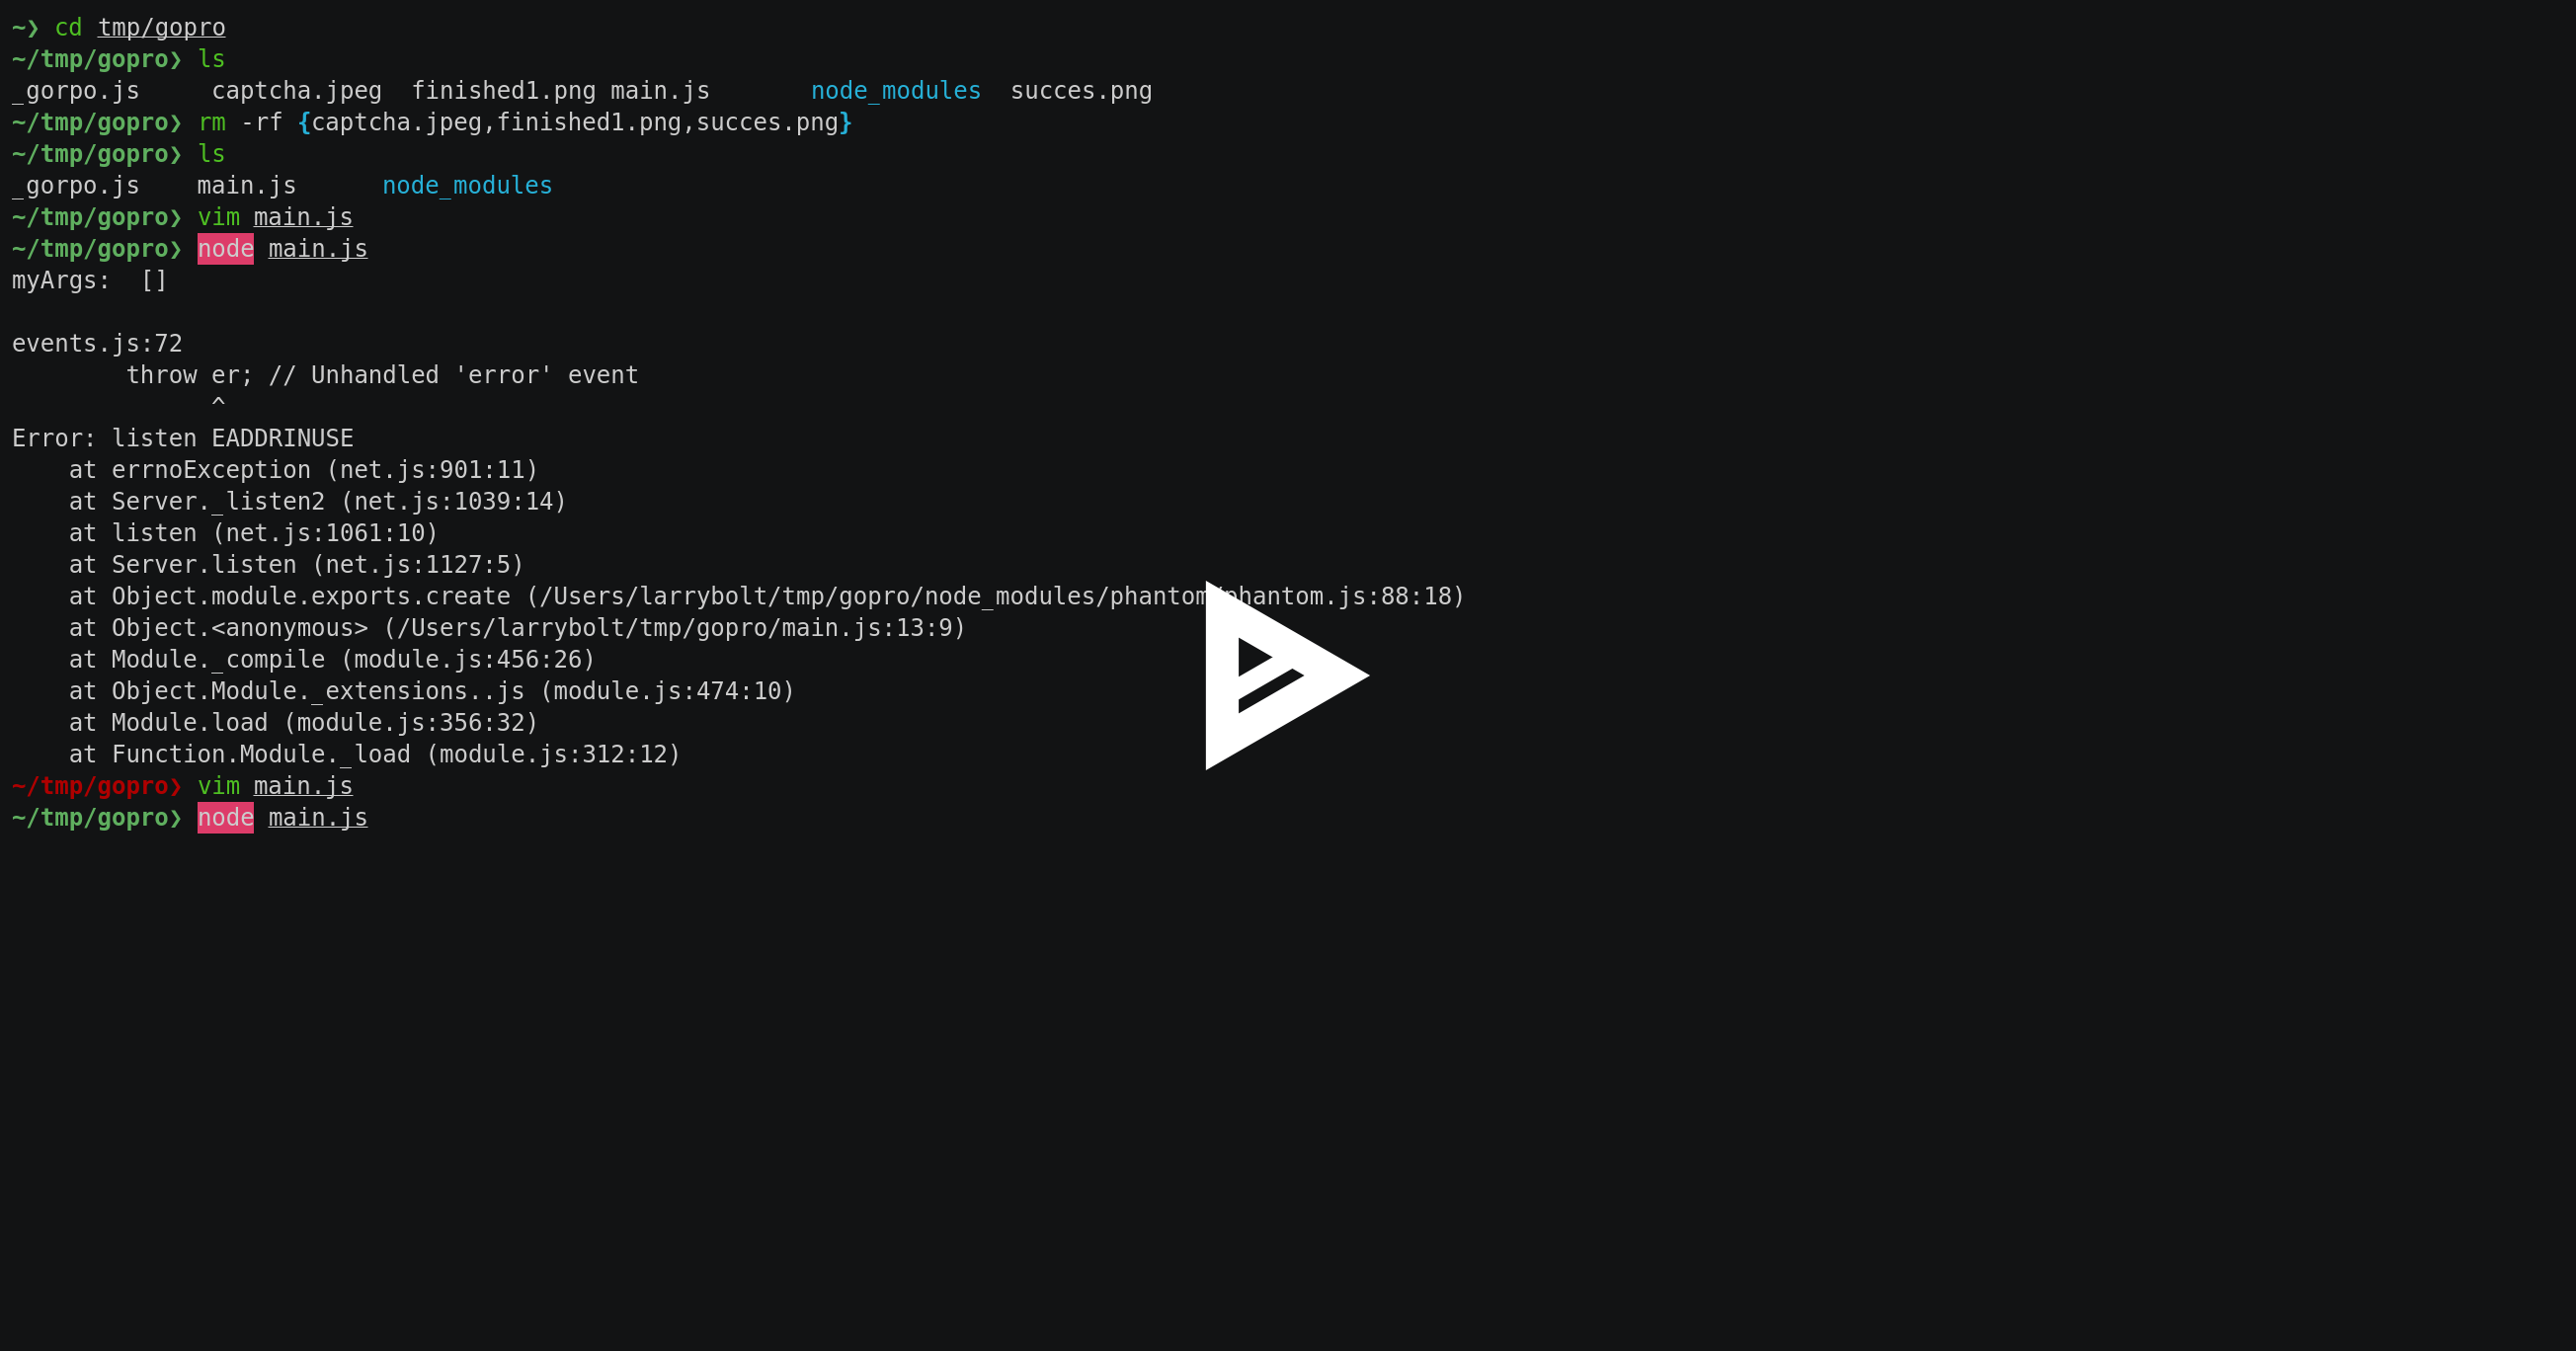 ~❯ cd tmp/gopro
~/tmp/gopro❯ ls
_gorpo.js     captcha.jpeg  finished1.png main.js       node_modules  succes.png
~/tmp/gopro❯ rm -rf {captcha.jpeg,finished1.png,succes.png}
~/tmp/gopro❯ ls
_gorpo.js    main.js      node_modules
~/tmp/gopro❯ vim main.js
~/tmp/gopro❯ node main.js
myArgs:  []

events.js:72
        throw er; // Unhandled 'error' event
              ^
Error: listen EADDRINUSE
    at errnoException (net.js:901:11)
    at Server._listen2 (net.js:1039:14)
    at listen (net.js:1061:10)
    at Server.listen (net.js:1127:5)
    at Object.module.exports.create (/Users/larrybolt/tmp/gopro/node_modules/phantom/phantom.js:88:18)
    at Object.<anonymous> (/Users/larrybolt/tmp/gopro/main.js:13:9)
    at Module._compile (module.js:456:26)
    at Object.Module._extensions..js (module.js:474:10)
    at Module.load (module.js:356:32)
    at Function.Module._load (module.js:312:12)
~/tmp/gopro❯ vim main.js
~/tmp/gopro❯ node main.js